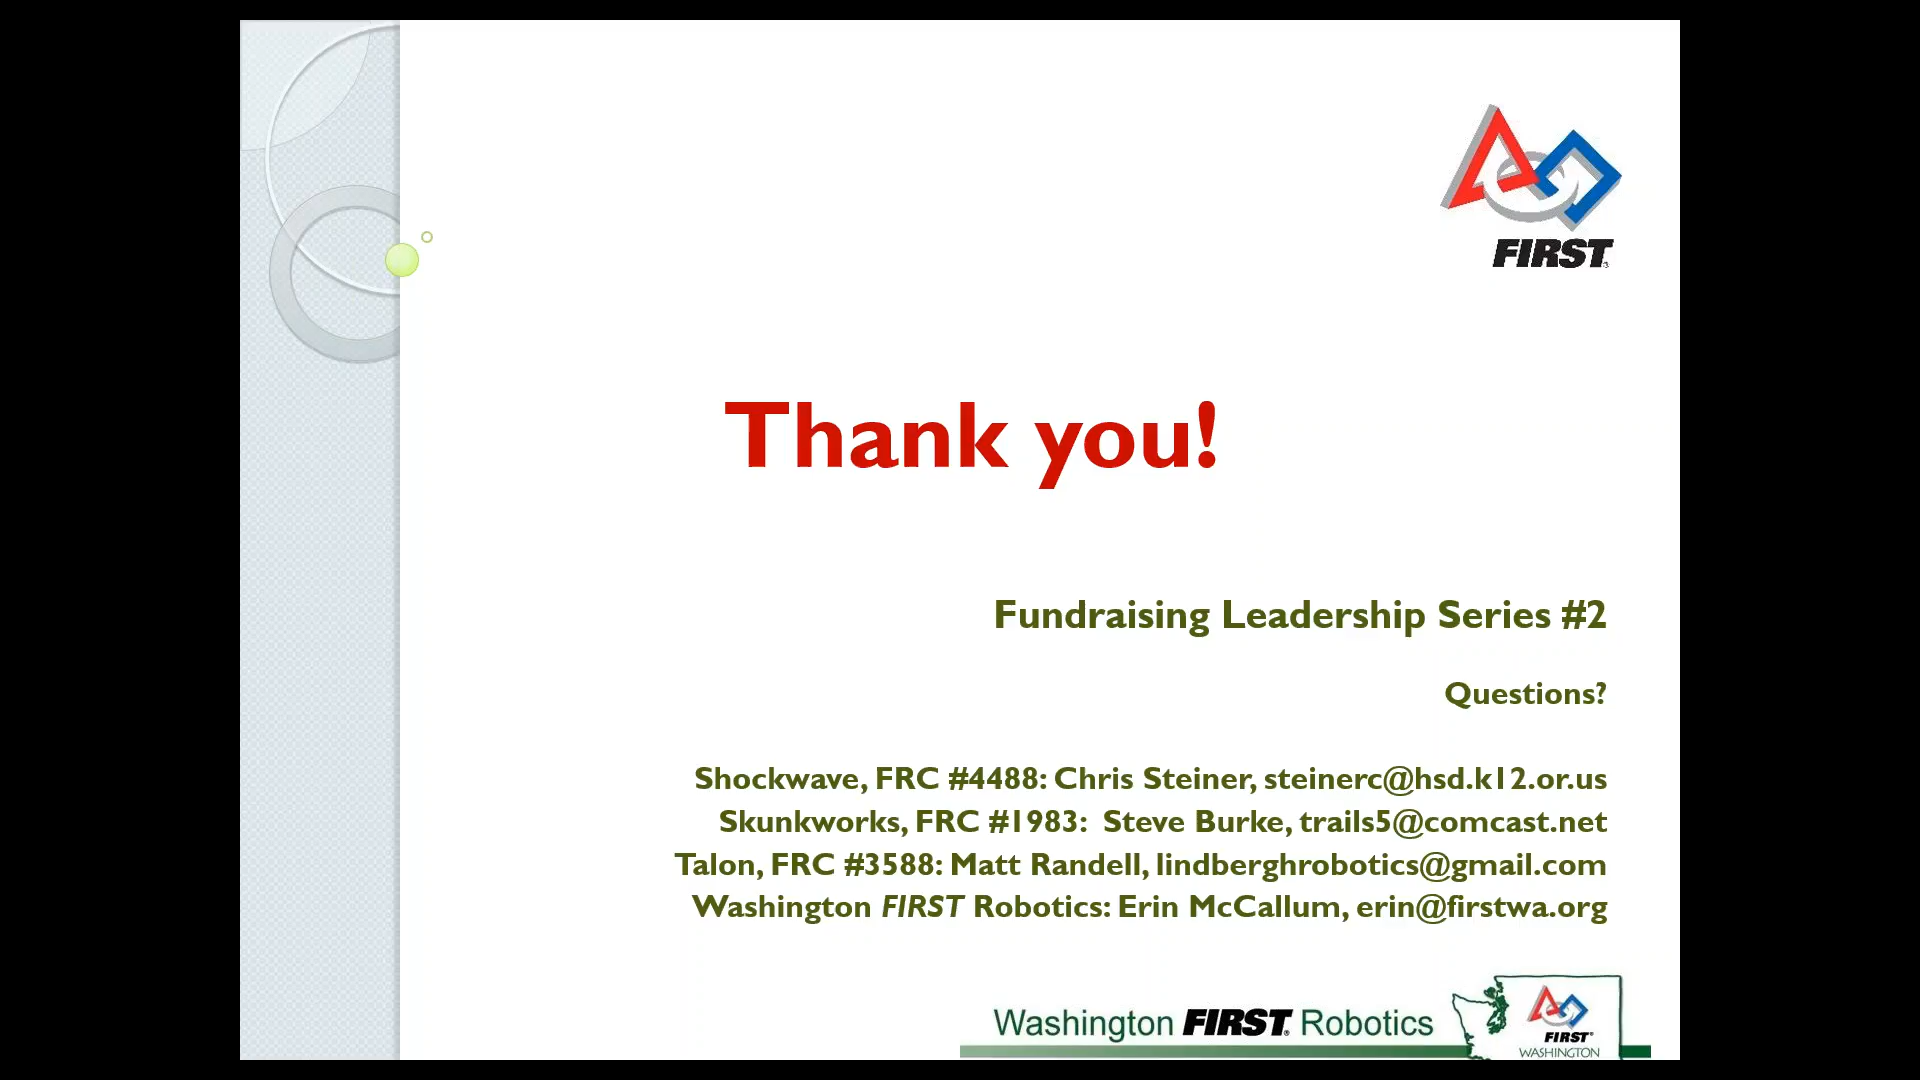 FIRST
Thank you!
Fundraising Leadership Series #2
Questions?
Shockwave, FRC #4488: Chris Steiner, steinerc@hsd.k12.or.us
Skunkworks, FRC #1983: Steve Burke, trails5@comcast.net
Talon, FRC #3588: Matt Randell, lindberghrobotics@gmail.com
Washington FIRST Robotics: Erin McCallum, erin@firstwa.org
Washington FIRST® Robotics
FIRST®
WASHINGTON